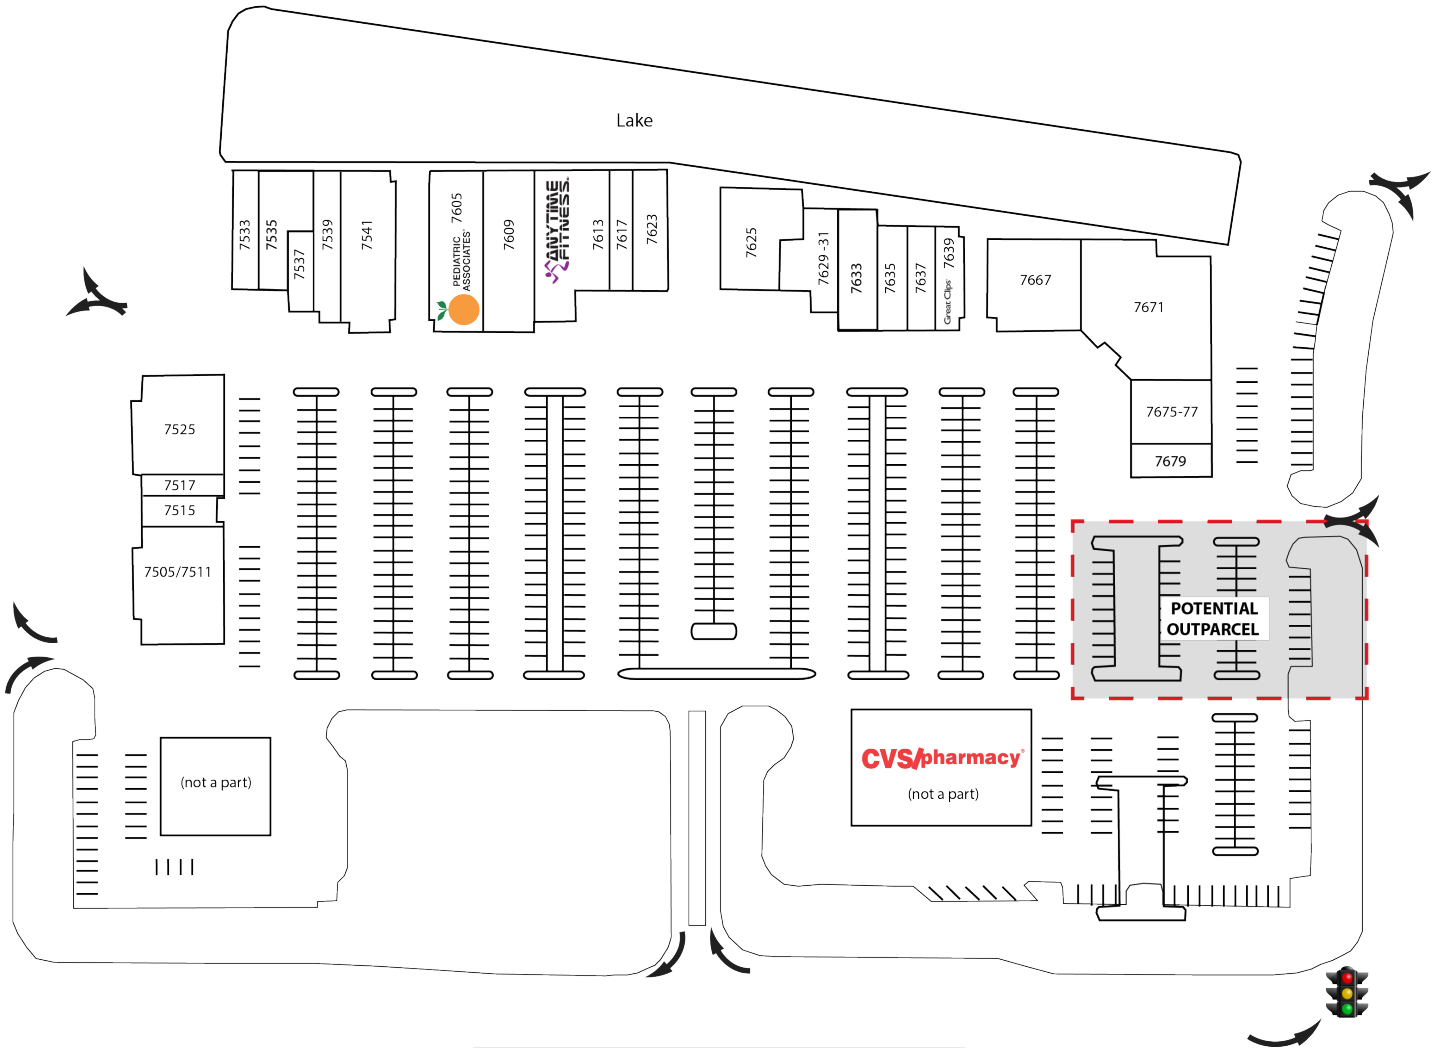 Lake
7533
7535
7537
7539
7541
7605
PEDIATRIC
ASSOCIATES
7609
ANYTIME
FITNESS
7613
7617
7623
7625
7629 -31
7633
7635
7637
7639
Great Clips
7667
7671
7675-77
7679
7525
7517
7515
7505/7511
POTENTIAL
OUTPARCEL
(not a part)
CVS/pharmacy
(not a part)